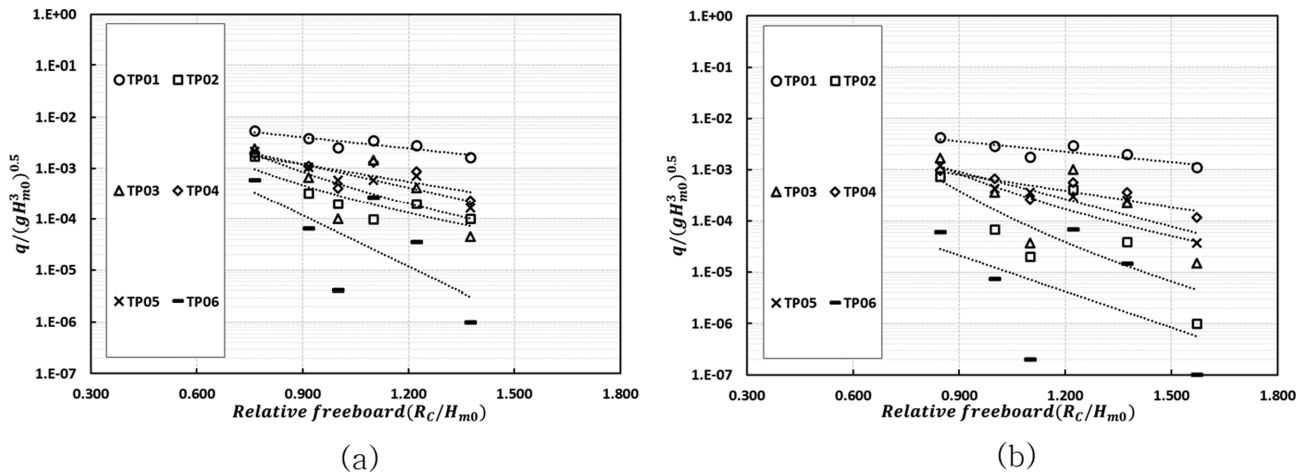 1.E+00
1.E-01
1.E-02
1.E-03
1.E-04
1.E-05
1.E-06
1.E-07
q/(gH³m0)^0.5
TP01 TP02
TP03 TP04
TP05 TP06
0.300 0.600 0.900 1.200 1.500 1.800
Relative freeboard(RC/Hm0)
(a)
1.E+00
1.E-01
1.E-02
1.E-03
1.E-04
1.E-05
1.E-06
1.E-07
q/(gH³m0)^0.5
TP01 TP02
TP03 TP04
TP05 TP06
0.300 0.600 0.900 1.200 1.500 1.800
Relative freeboard(RC/Hm0)
(b)